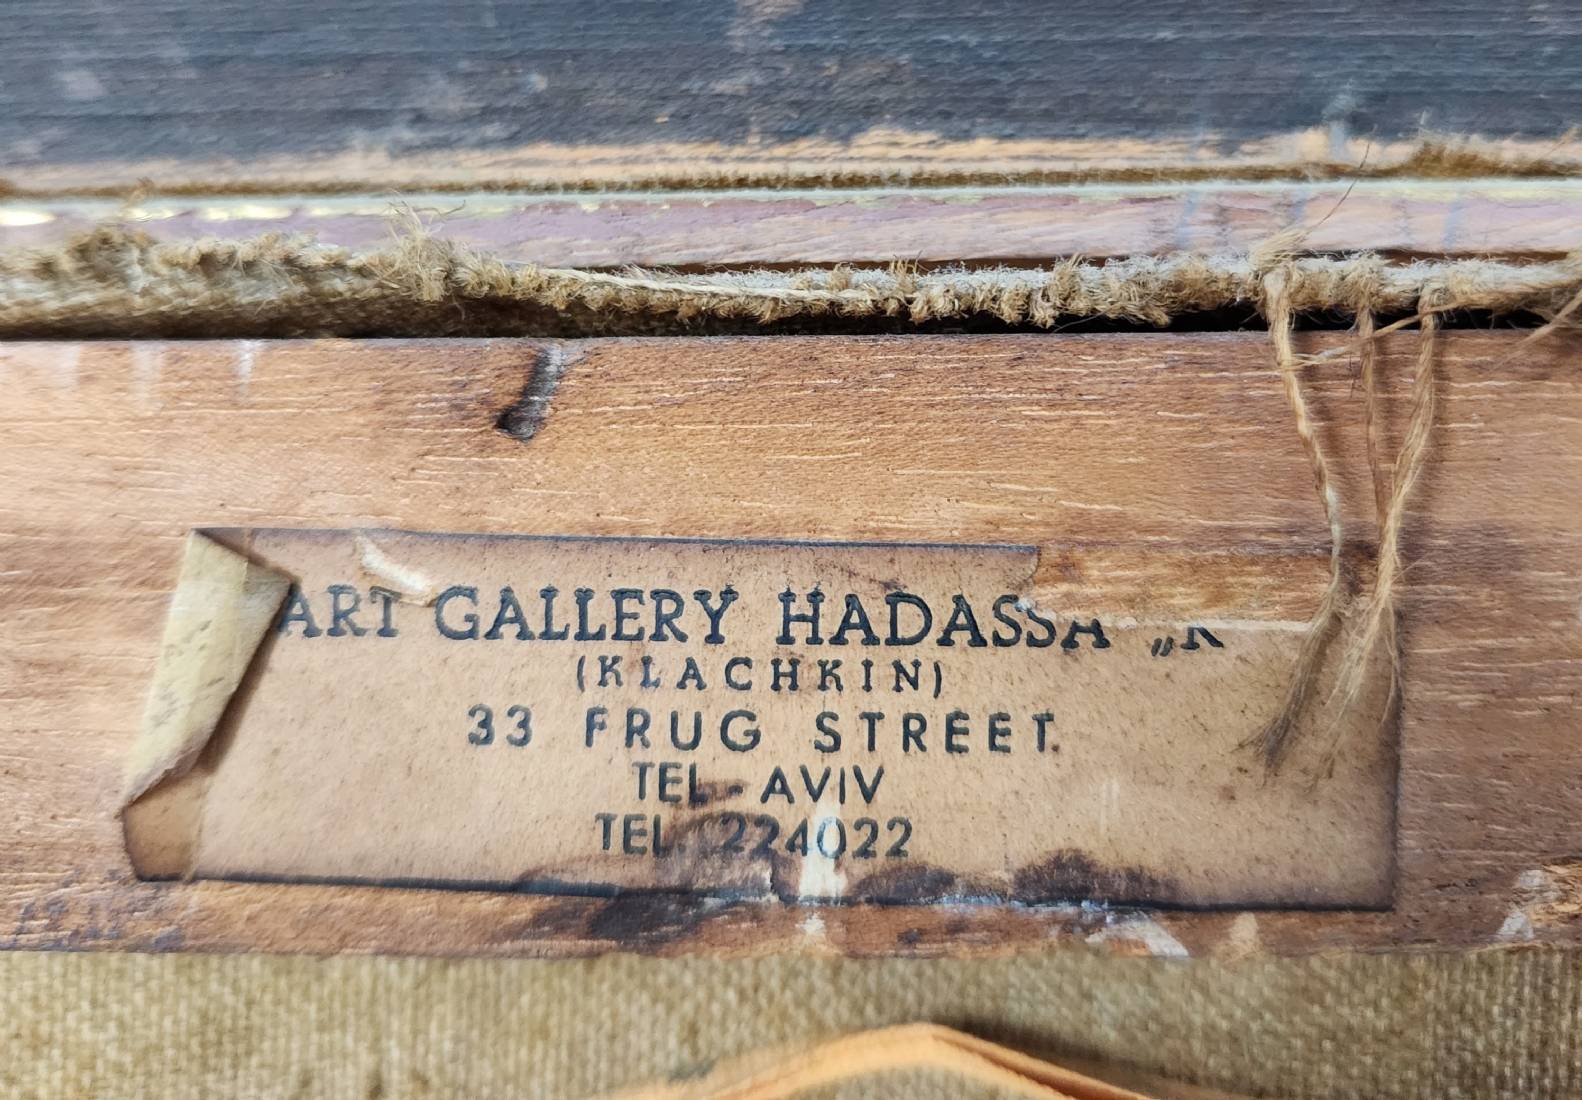 ART GALLERY HADASSA „K
(KLACHKIN)
33 FRUG STREET.
TEL - AVIV
TEL. 224022